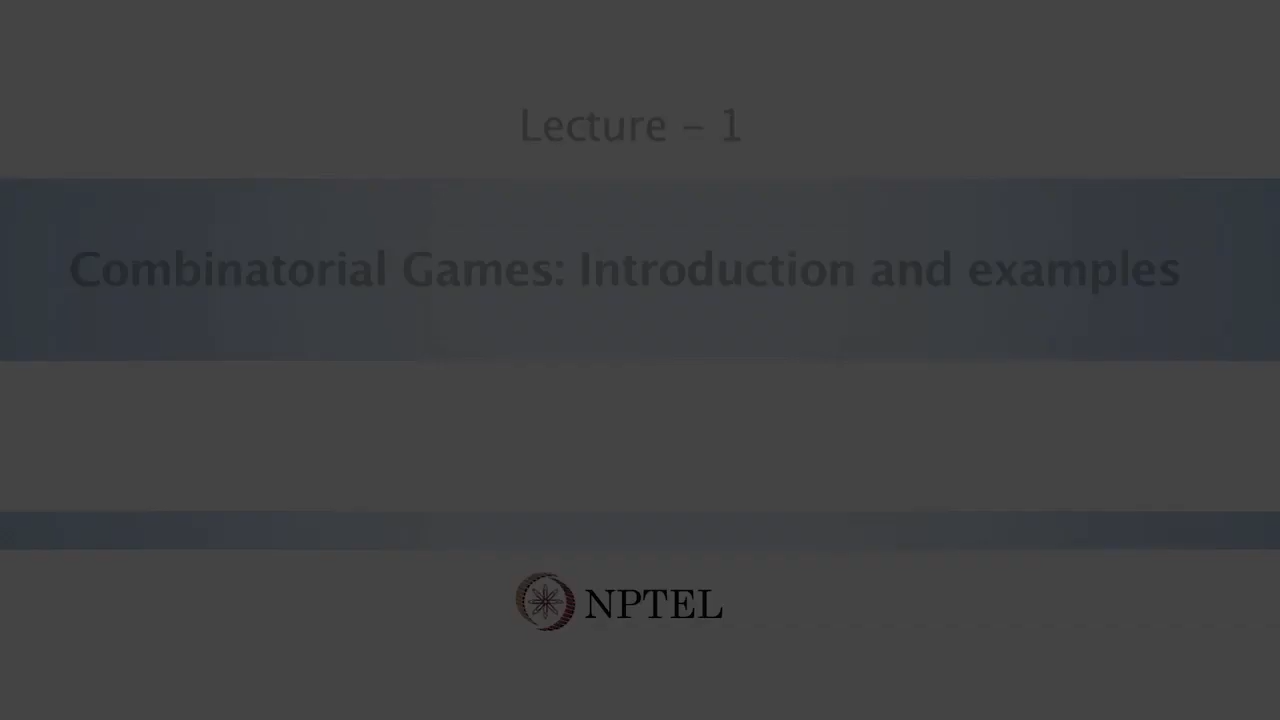 Lecture – 1
Combinatorial Games: Introduction and examples
NPTEL